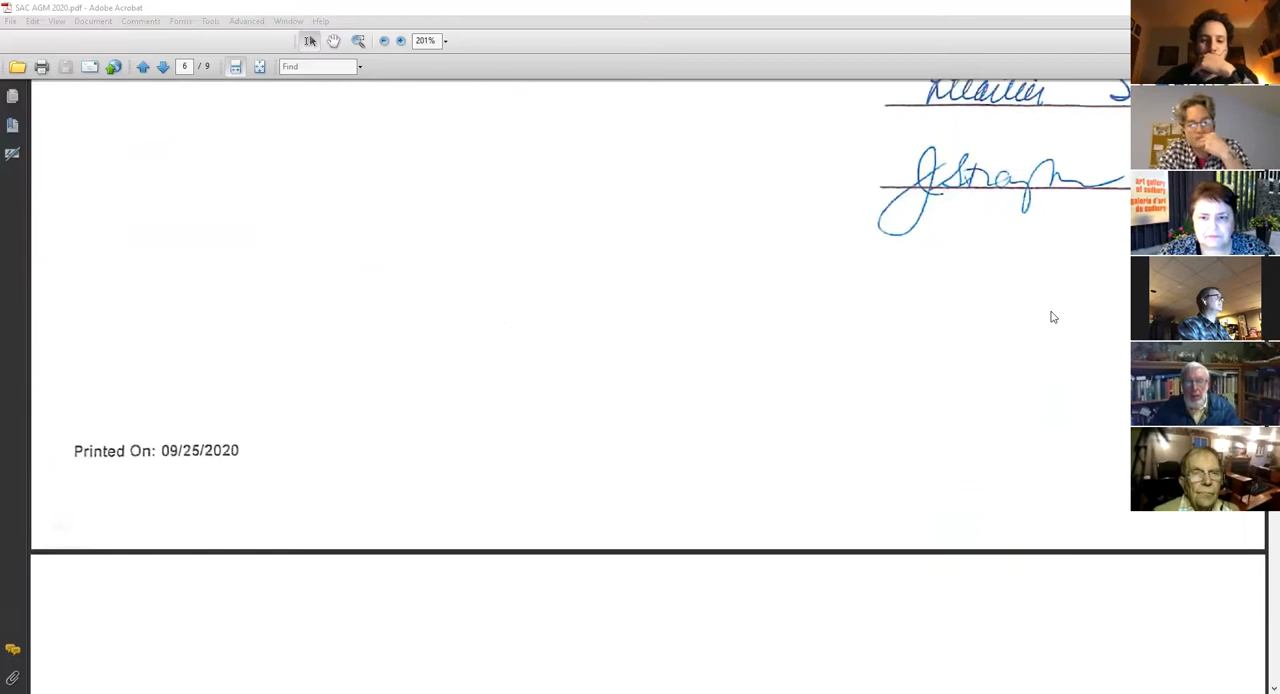 SAC AGM 2020.pdf - Adobe Acrobat
File Edit View Document Comments Forms Tools Advanced Window Help
201%
6 / 9 Find
art gallery
of sudbury
galerie d'art
de sudbury
Printed On: 09/25/2020